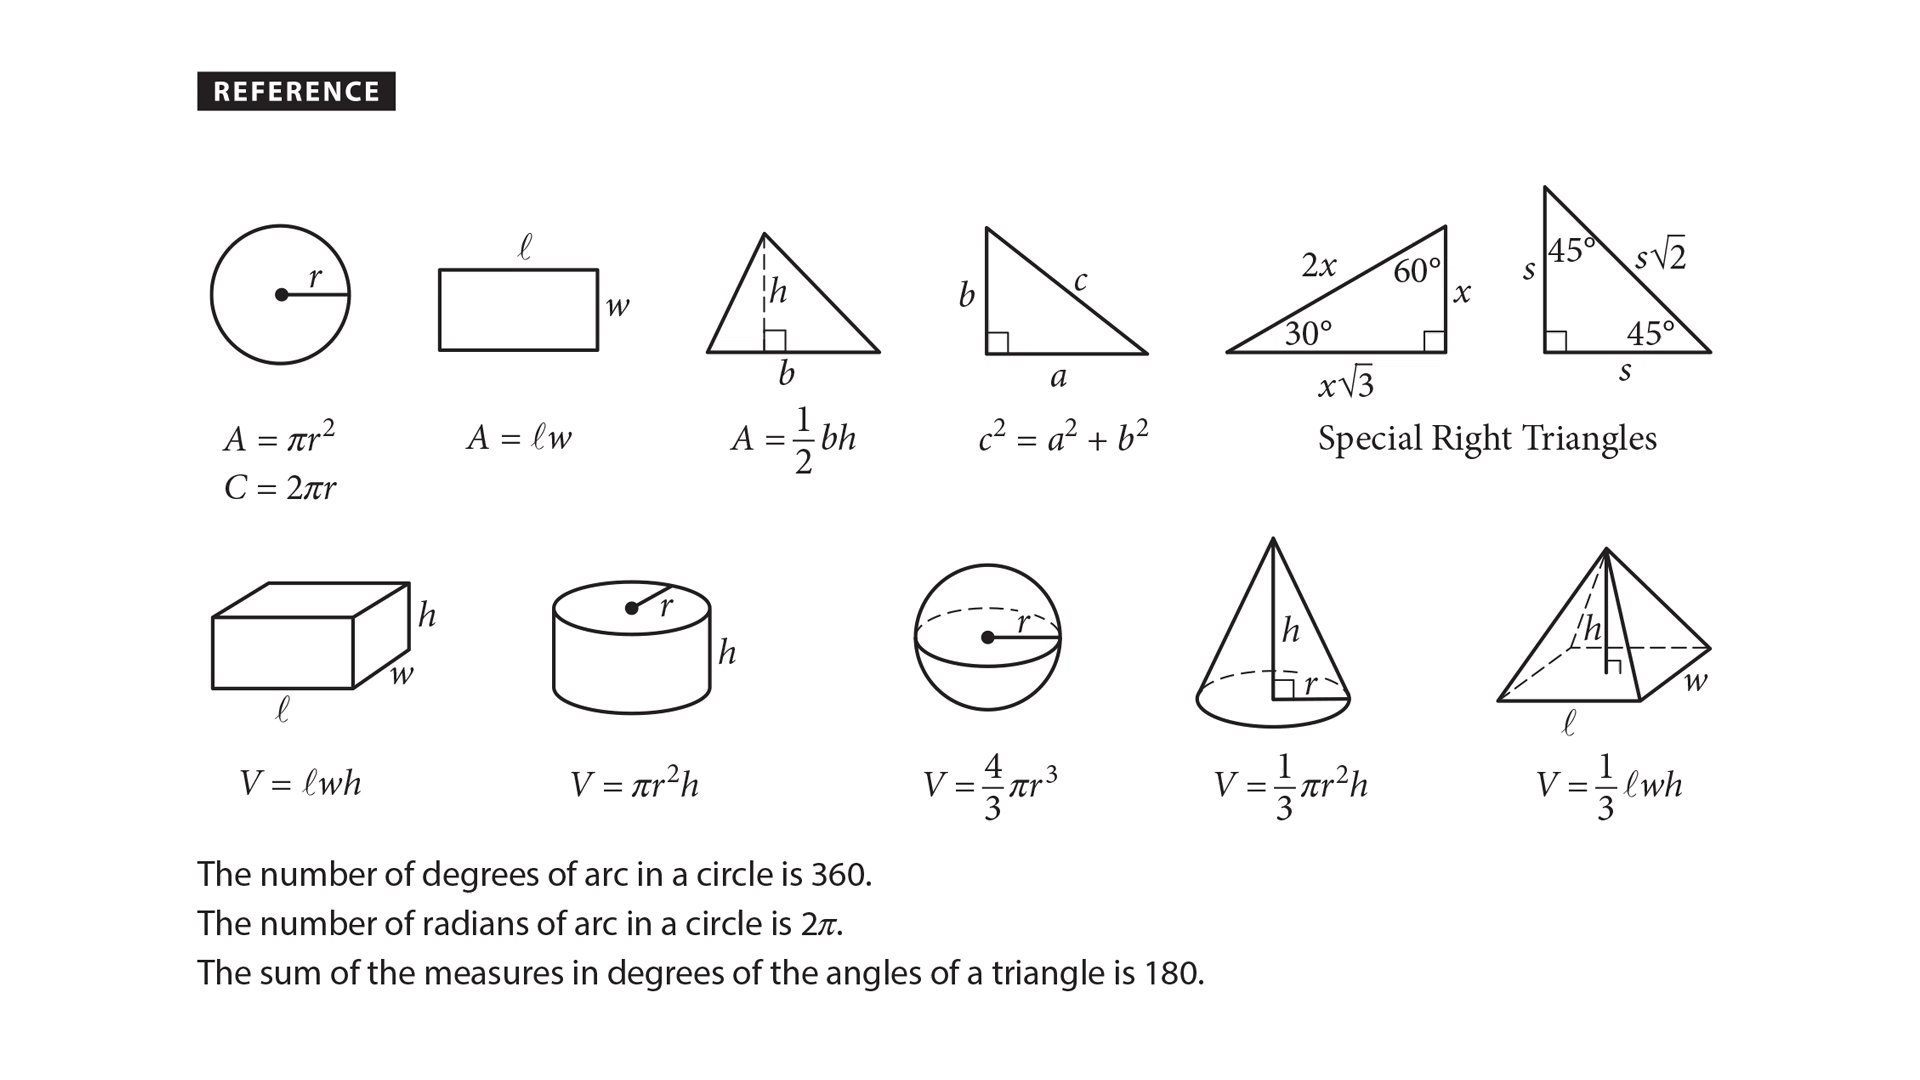 REFERENCE
r
ℓ
w
h
b
b
c
a
2x
60°
x
30°
x√3
45°
s
s√2
45°
s
A = πr²
C = 2πr
A = ℓw
A = 1/2 bh
c² = a² + b²
Special Right Triangles
h
w
ℓ
r
h
r
h
r
h
w
ℓ
V = ℓwh
V = πr²h
V = 4/3 πr³
V = 1/3 πr²h
V = 1/3 ℓwh
The number of degrees of arc in a circle is 360.
The number of radians of arc in a circle is 2π.
The sum of the measures in degrees of the angles of a triangle is 180.